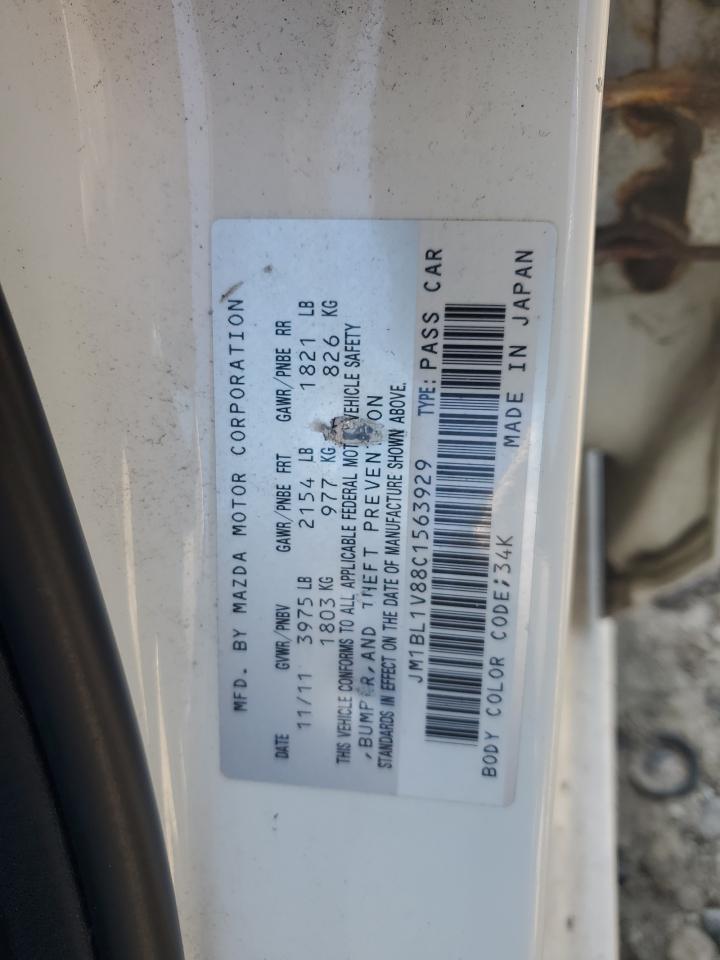 MFD. BY MAZDA MOTOR CORPORATION
DATE GVWR/PNBV GAWR/PNBE FRT GAWR/PNBE RR
11/11 3975 LB 2154 LB 1821 LB
1803 KG 977 KG 826 KG
THIS VEHICLE CONFORMS TO ALL APPLICABLE FEDERAL VEHICLE SAFETY
, AND THEFT
STANDARDS IN EFFECT ON THE DATE OF MANUFACTURE SHOWN ABOVE.
JM1BL1V88C1563929 TYPE: PASS CAR
BODY COLOR CODE;34K MADE IN JAPAN